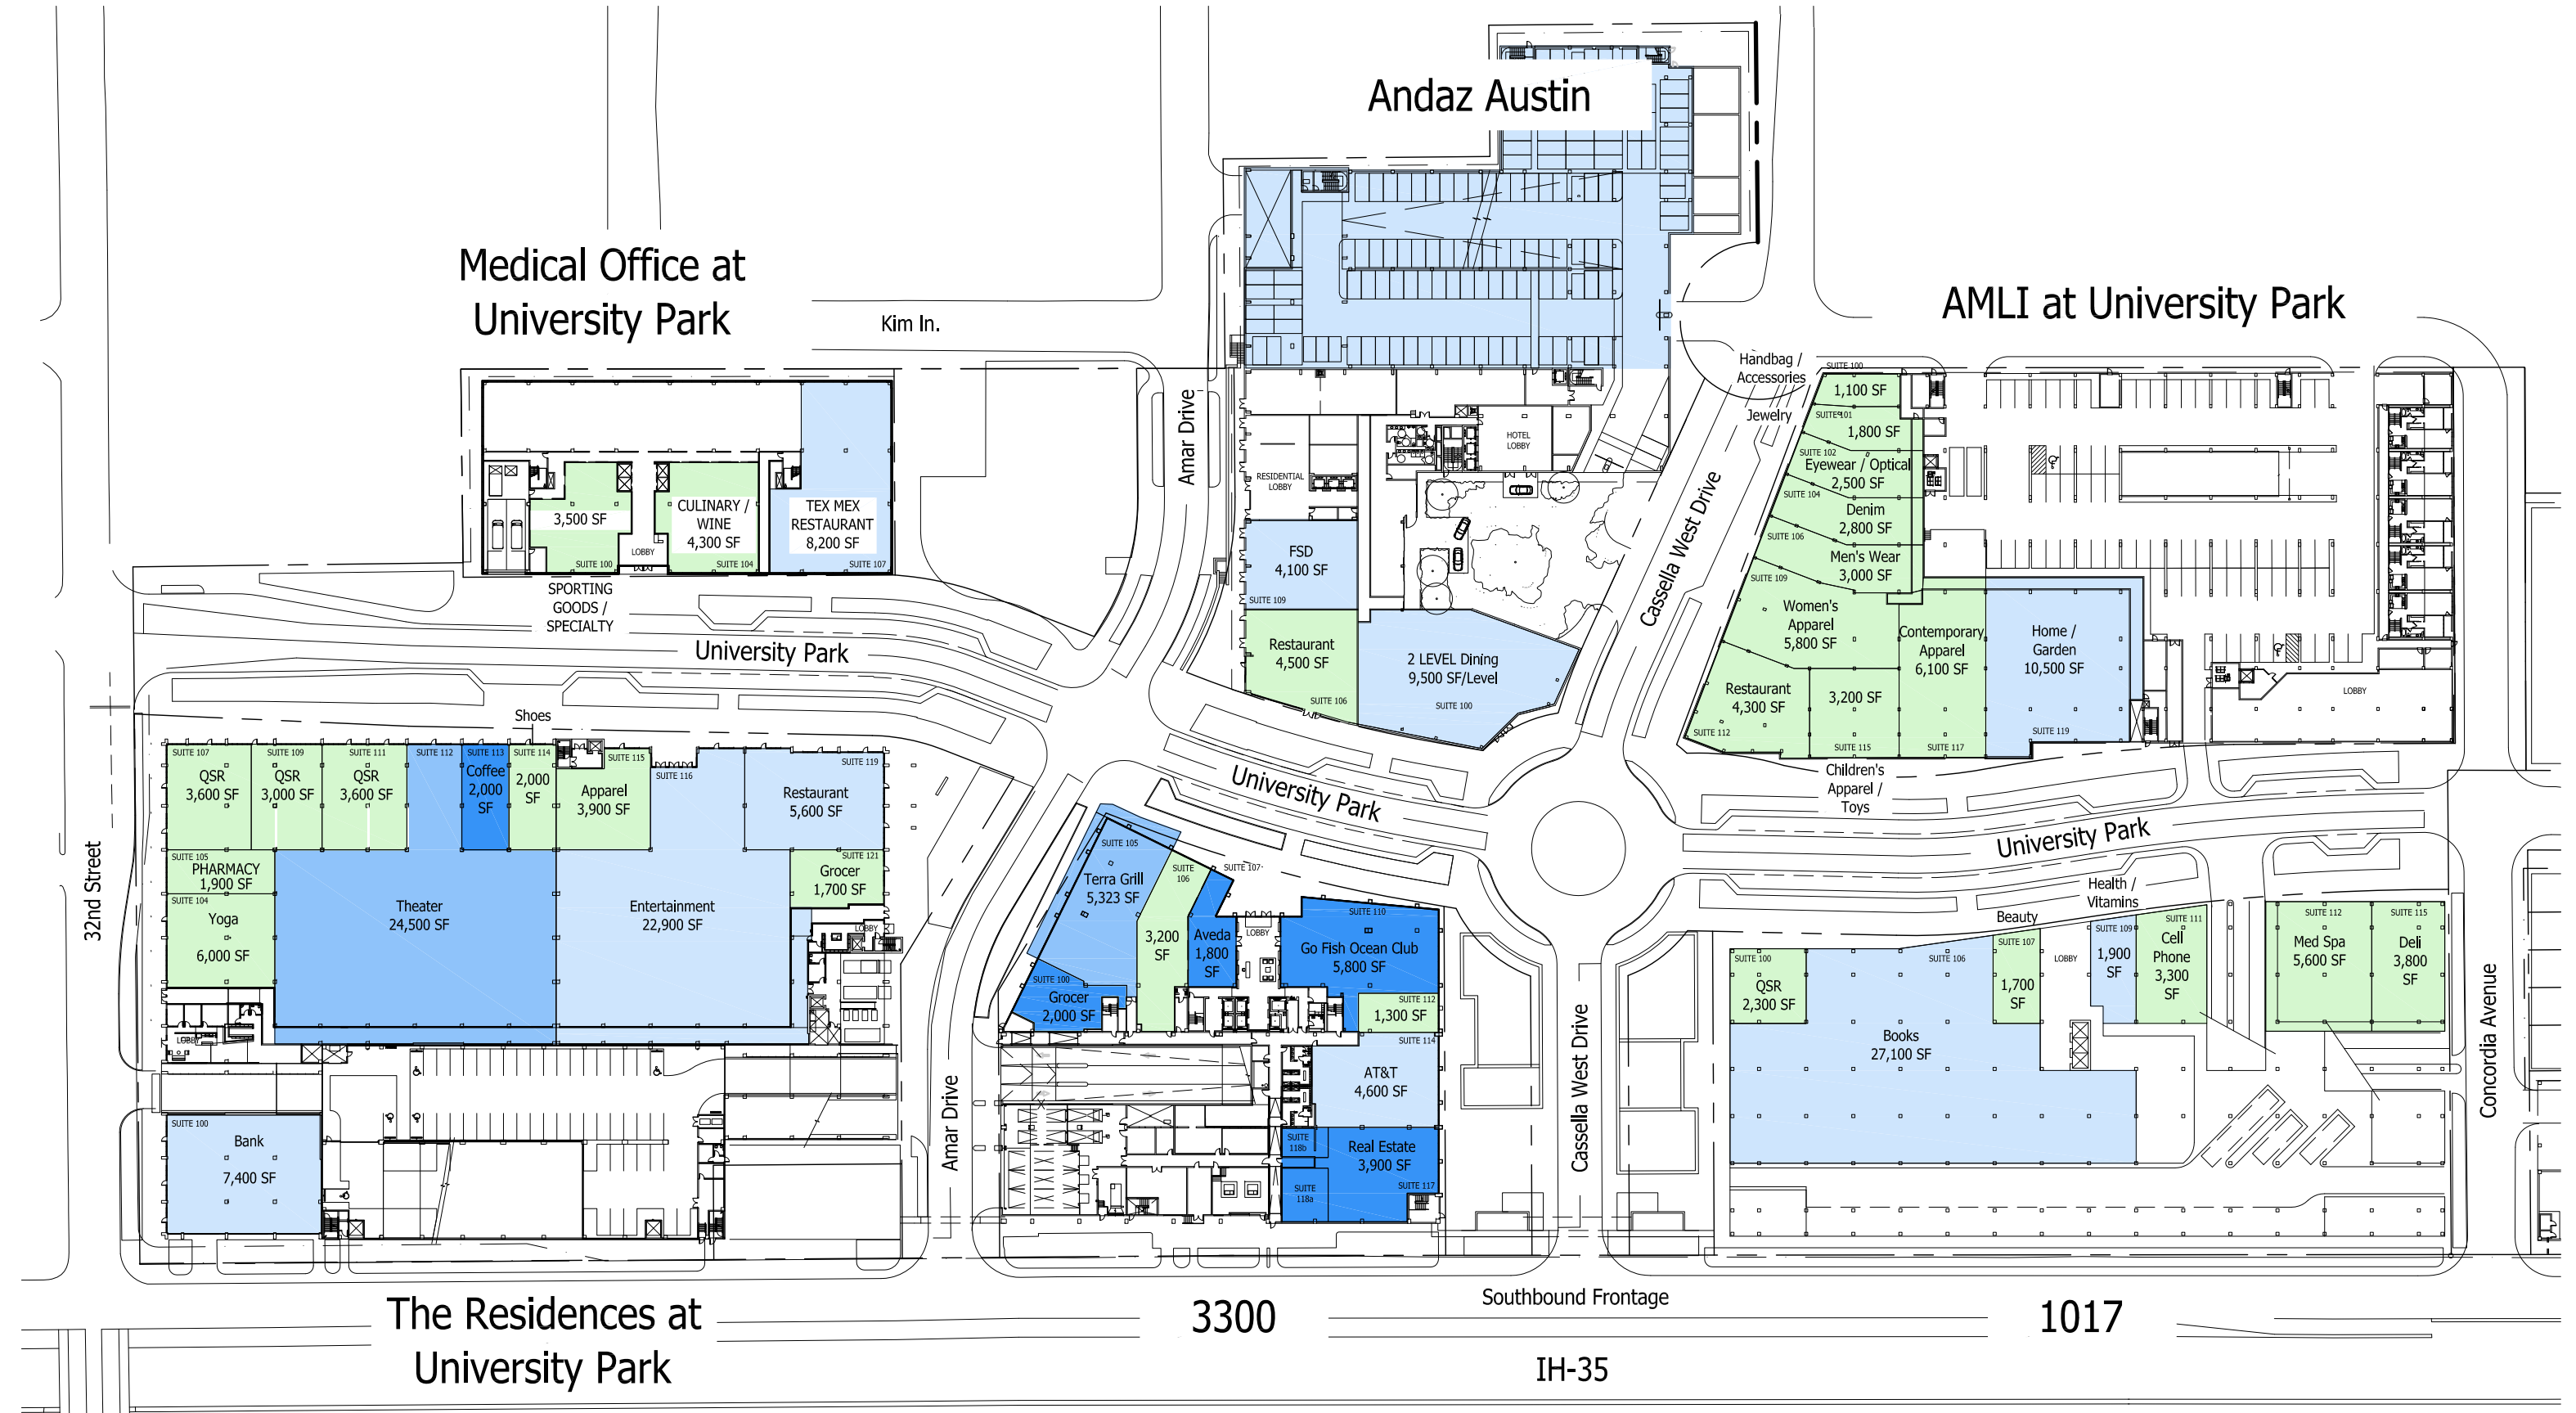 Andaz Austin
Medical Office at
University Park
Kim In.
AMLI at University Park
Amar Drive
HOTEL
LOBBY
RESIDENTIAL
LOBBY
FSD
4,100 SF
SUITE 109
Restaurant
4,500 SF
SUITE 106
2 LEVEL Dining
9,500 SF/Level
SUITE 100
Cassella West Drive
Handbag /
Accessories
SUITE 100
1,100 SF
Jewelry
SUITE 101
1,800 SF
SUITE 102
Eyewear / Optical
2,500 SF
SUITE 104
Denim
2,800 SF
SUITE 106
Men's Wear
3,000 SF
SUITE 109
Women's
Apparel
5,800 SF
Contemporary
Apparel
6,100 SF
Home /
Garden
10,500 SF
Restaurant
4,300 SF
3,200 SF
SUITE 112
SUITE 115
SUITE 117
SUITE 119
LOBBY
Children's
Apparel /
Toys
3,500 SF
CULINARY /
WINE
4,300 SF
TEX MEX
RESTAURANT
8,200 SF
LOBBY
SUITE 100
SUITE 104
SUITE 107
SPORTING
GOODS /
SPECIALTY
University Park
University Park
University Park
32nd Street
Shoes
SUITE 107
QSR
3,600 SF
SUITE 109
QSR
3,000 SF
SUITE 111
QSR
3,600 SF
SUITE 112
SUITE 113
Coffee
2,000
SF
SUITE 114
2,000
SF
SUITE 115
Apparel
3,900 SF
SUITE 116
SUITE 119
Restaurant
5,600 SF
SUITE 105
PHARMACY
1,900 SF
SUITE 104
Yoga
6,000 SF
Theater
24,500 SF
Entertainment
22,900 SF
SUITE 121
Grocer
1,700 SF
LOBBY
LOBBY
SUITE 100
Bank
7,400 SF
Amar Drive
SUITE 105
Terra Grill
5,323 SF
SUITE
106
3,200
SF
SUITE 107
Aveda
1,800
SF
LOBBY
SUITE 110
Go Fish Ocean Club
5,800 SF
SUITE 100
Grocer
2,000 SF
SUITE 112
1,300 SF
SUITE 114
AT&T
4,600 SF
SUITE
118b
Real Estate
3,900 SF
SUITE
118a
SUITE 117
Cassella West Drive
Health /
Vitamins
Beauty
SUITE 100
QSR
2,300 SF
SUITE 106
Books
27,100 SF
SUITE 107
1,700
SF
LOBBY
SUITE 109
1,900
SF
SUITE 111
Cell
Phone
3,300
SF
SUITE 112
Med Spa
5,600 SF
SUITE 115
Deli
3,800
SF
Concordia Avenue
The Residences at
University Park
3300
Southbound Frontage
1017
IH-35